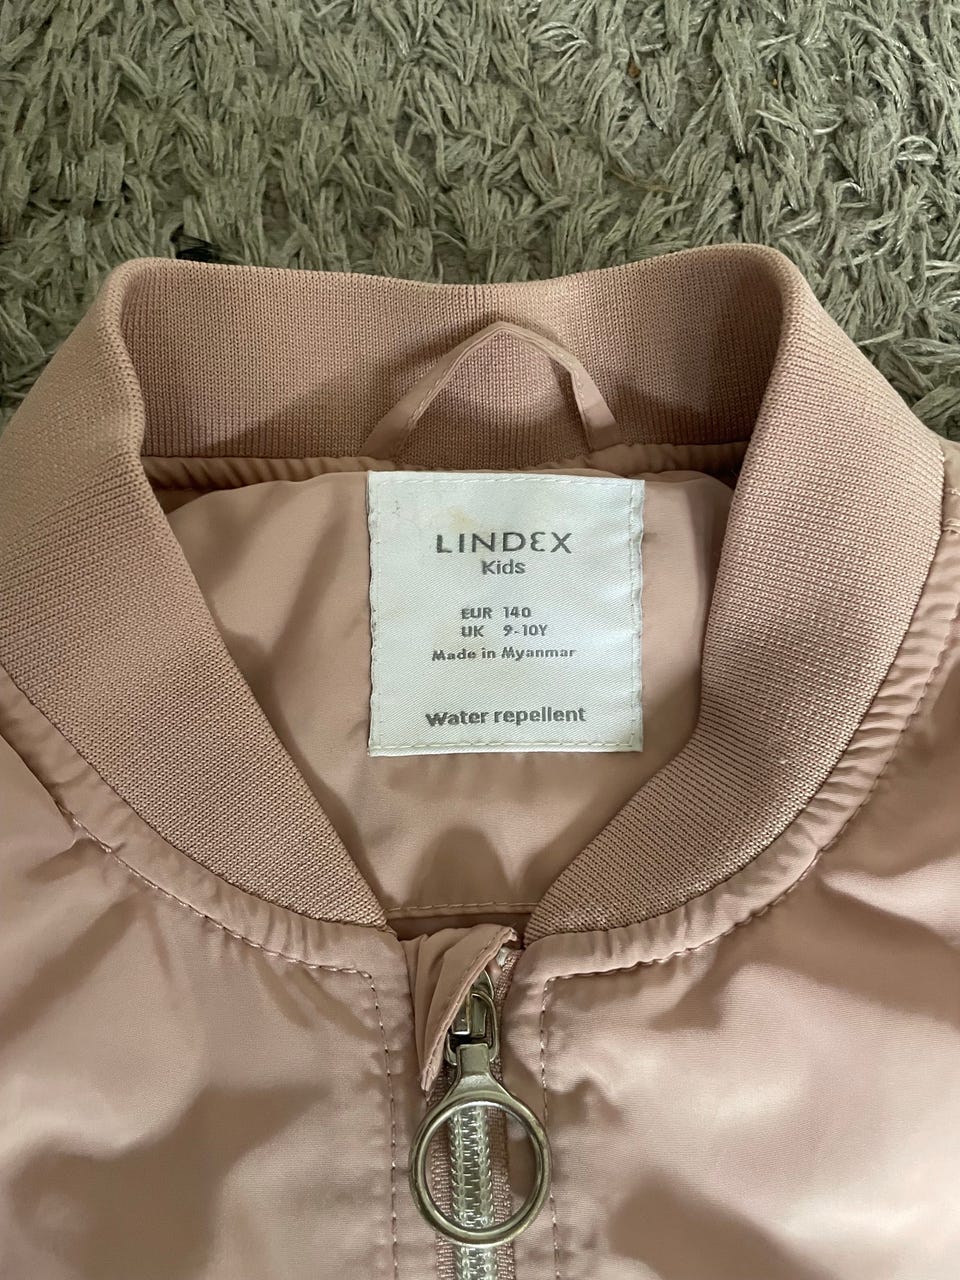 LINDEX
Kids
EUR 140
UK 9-10Y
Made in Myanmar
Water repellent